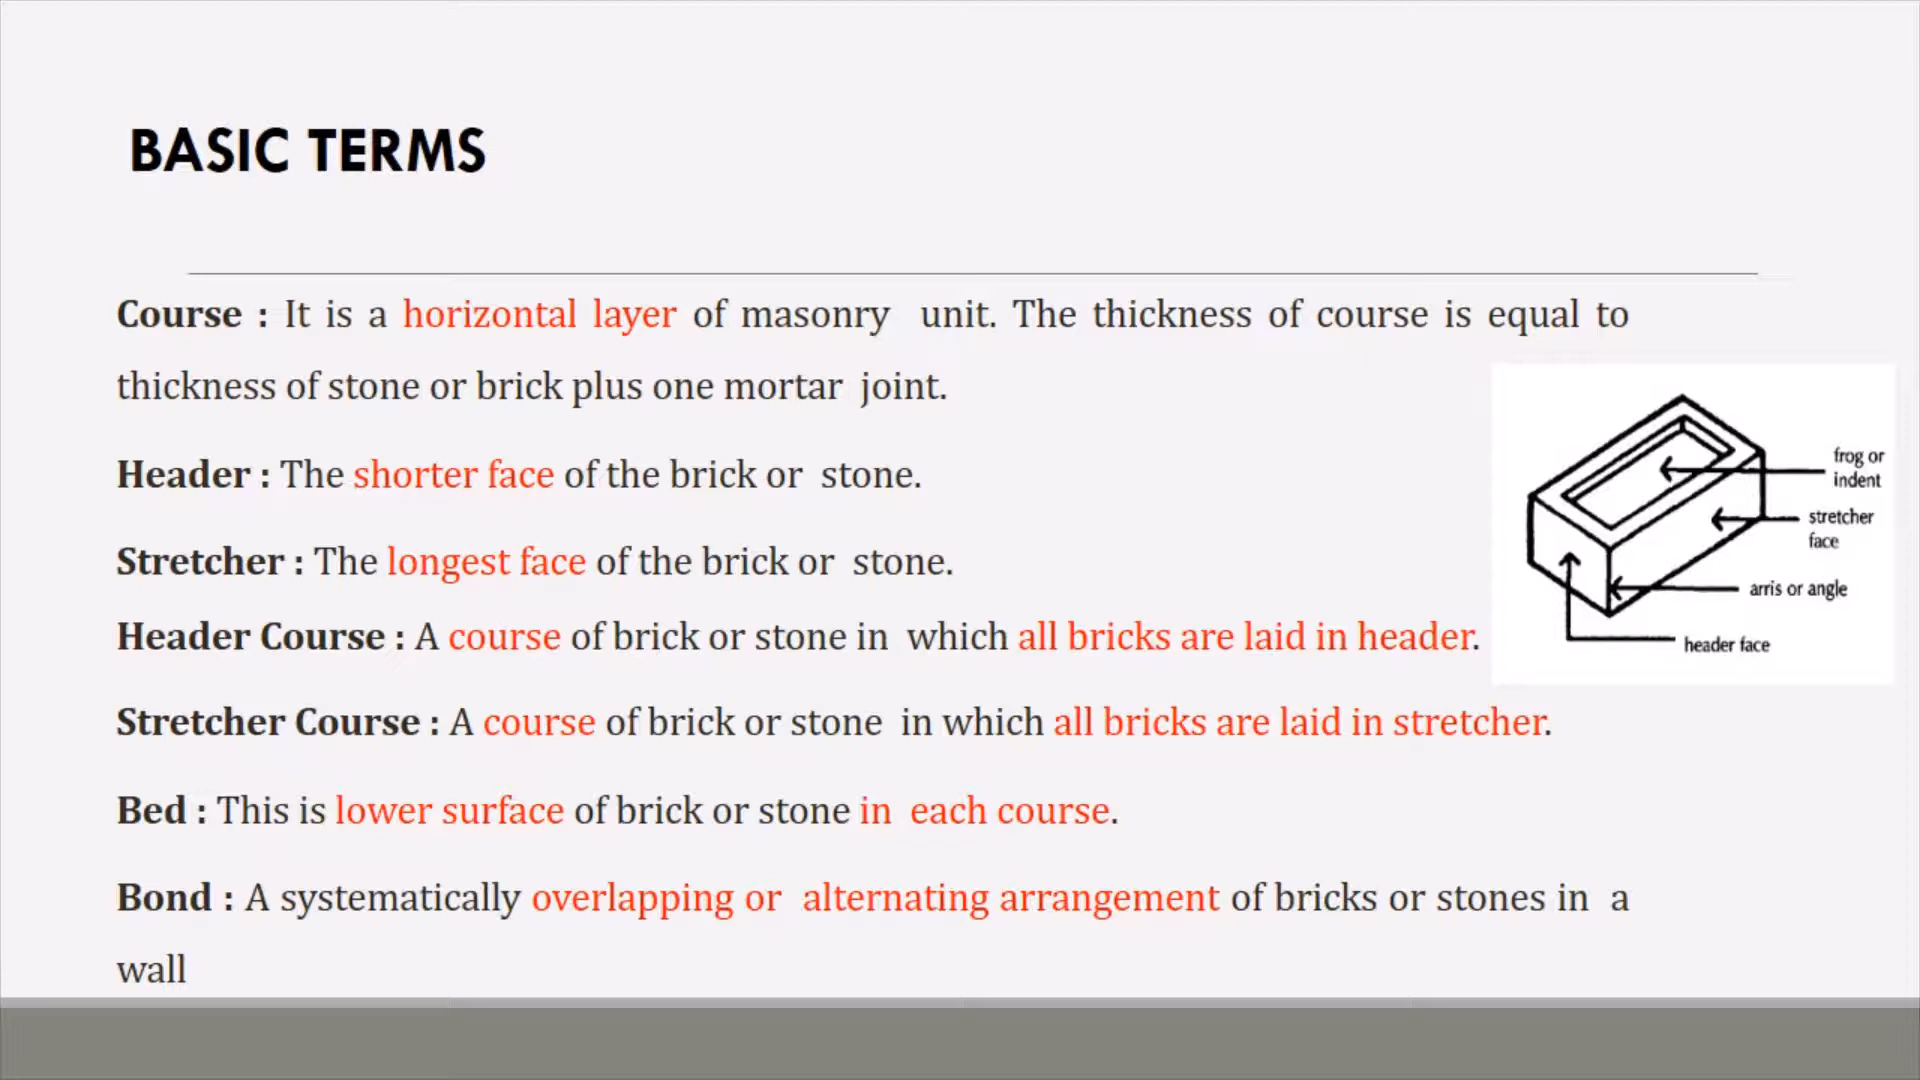 BASIC TERMS
Course : It is a horizontal layer of masonry unit. The thickness of course is equal to
thickness of stone or brick plus one mortar joint.
Header : The shorter face of the brick or stone.
Stretcher : The longest face of the brick or stone.
Header Course : A course of brick or stone in which all bricks are laid in header.
Stretcher Course : A course of brick or stone in which all bricks are laid in stretcher.
Bed : This is lower surface of brick or stone in each course.
Bond : A systematically overlapping or alternating arrangement of bricks or stones in a
wall
frog or
indent
stretcher
face
arris or angle
header face